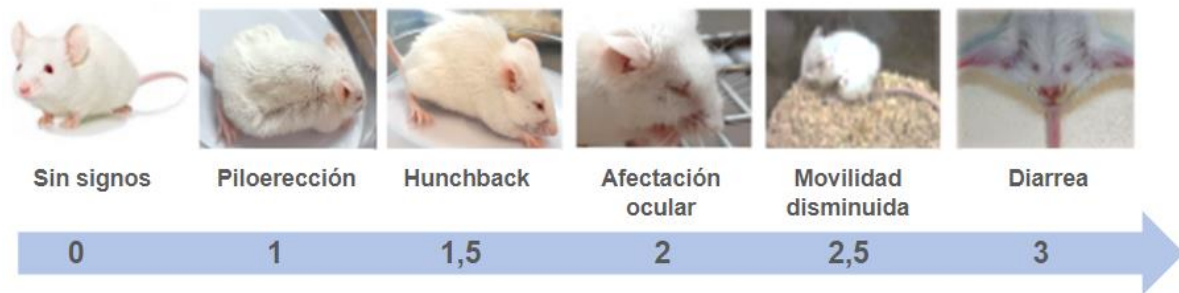 Sin signos
Piloerección
Hunchback
Afectación
ocular
Movilidad
disminuida
Diarrea
0
1
1,5
2
2,5
3